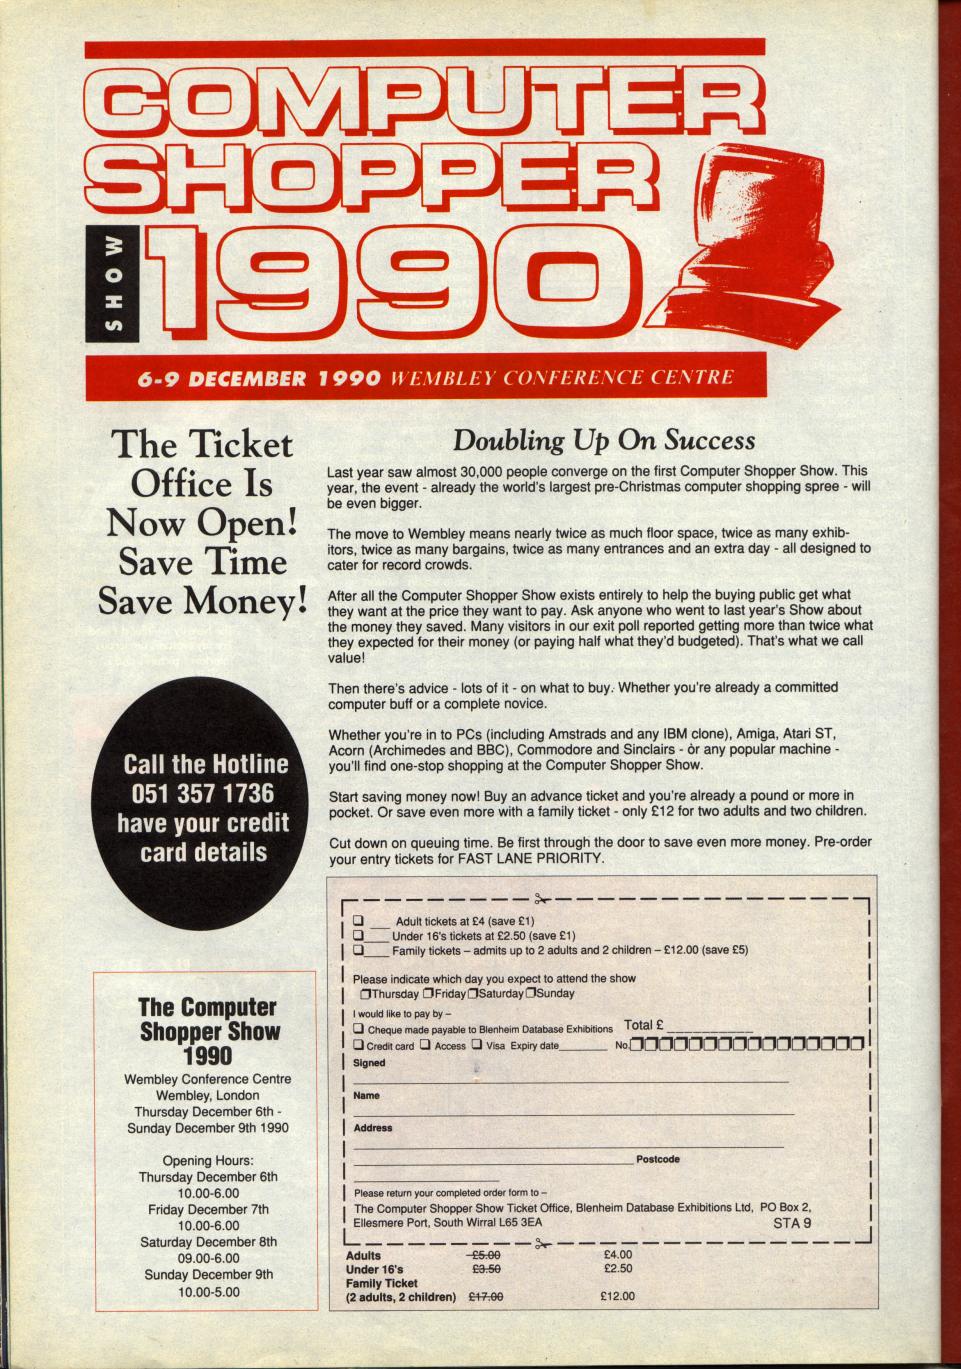 COMPUTER
SHOPPER
SHOW
1990
6-9 DECEMBER 1990 WEMBLEY CONFERENCE CENTRE
The Ticket
Office Is
Now Open!
Save Time
Save Money!
Call the Hotline
051 357 1736
have your credit
card details
The Computer
Shopper Show
1990
Wembley Conference Centre
Wembley, London
Thursday December 6th -
Sunday December 9th 1990
Opening Hours:
Thursday December 6th
10.00-6.00
Friday December 7th
10.00-6.00
Saturday December 8th
09.00-6.00
Sunday December 9th
10.00-5.00
Doubling Up On Success
Last year saw almost 30,000 people converge on the first Computer Shopper Show. This
year, the event - already the world's largest pre-Christmas computer shopping spree - will
be even bigger.
The move to Wembley means nearly twice as much floor space, twice as many exhib-
itors, twice as many bargains, twice as many entrances and an extra day - all designed to
cater for record crowds.
After all the Computer Shopper Show exists entirely to help the buying public get what
they want at the price they want to pay. Ask anyone who went to last year's Show about
the money they saved. Many visitors in our exit poll reported getting more than twice what
they expected for their money (or paying half what they'd budgeted). That's what we call
value!
Then there's advice - lots of it - on what to buy. Whether you're already a committed
computer buff or a complete novice.
Whether you're in to PCs (including Amstrads and any IBM clone), Amiga, Atari ST,
Acorn (Archimedes and BBC), Commodore and Sinclairs - or any popular machine -
you'll find one-stop shopping at the Computer Shopper Show.
Start saving money now! Buy an advance ticket and you're already a pound or more in
pocket. Or save even more with a family ticket - only £12 for two adults and two children.
Cut down on queuing time. Be first through the door to save even more money. Pre-order
your entry tickets for FAST LANE PRIORITY.
❏ ___ Adult tickets at £4 (save £1)
❏ ___ Under 16's tickets at £2.50 (save £1)
❏ ___ Family tickets – admits up to 2 adults and 2 children – £12.00 (save £5)
Please indicate which day you expect to attend the show
❏Thursday ❏Friday ❏Saturday ❏Sunday
I would like to pay by –
❏ Cheque made payable to Blenheim Database Exhibitions Total £ ____________
❏ Credit card ❏ Access ❏ Visa Expiry date________ No.❏❏❏❏❏❏❏❏❏❏❏❏❏❏❏❏
Signed
Name
Address
Postcode
Please return your completed order form to –
The Computer Shopper Show Ticket Office, Blenheim Database Exhibitions Ltd, PO Box 2,
Ellesmere Port, South Wirral L65 3EA STA 9
Adults £5.00 £4.00
Under 16's £3.50 £2.50
Family Ticket
(2 adults, 2 children) £17.00 £12.00